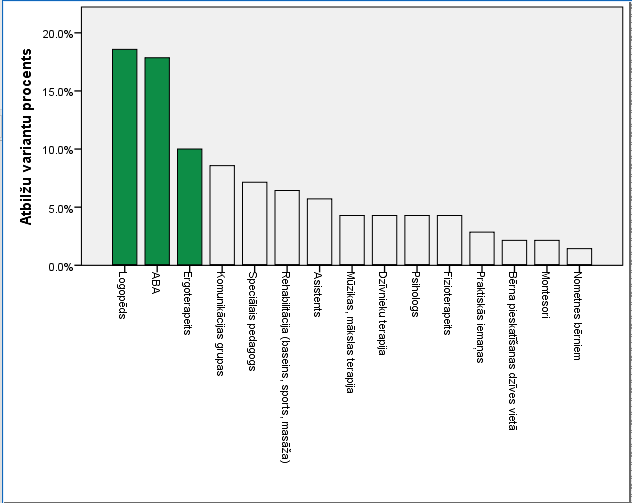 Atbilžu variantu procents
20.0%
15.0%
10.0%
5.0%
0.0%
Logopēds
ABA
Ergoterapeits
Komunikācijas grupas
Speciālais pedagogs
Rehabilitācija (baseins, sports, masāža)
Asistents
Mūzikas, mākslas terapija
Dzīvnieku terapija
Psihologs
Fizioterapeits
Praktiskās iemaņas
Bērna pieskatīšanas dzīves vietā
Montesori
Nometnes bērniem